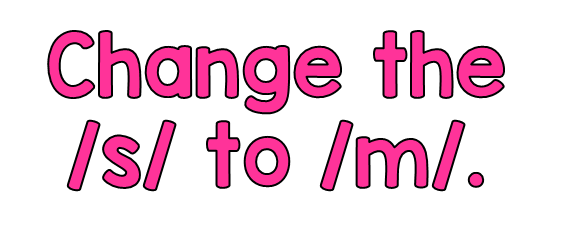 Change the
/s/ to /m/.